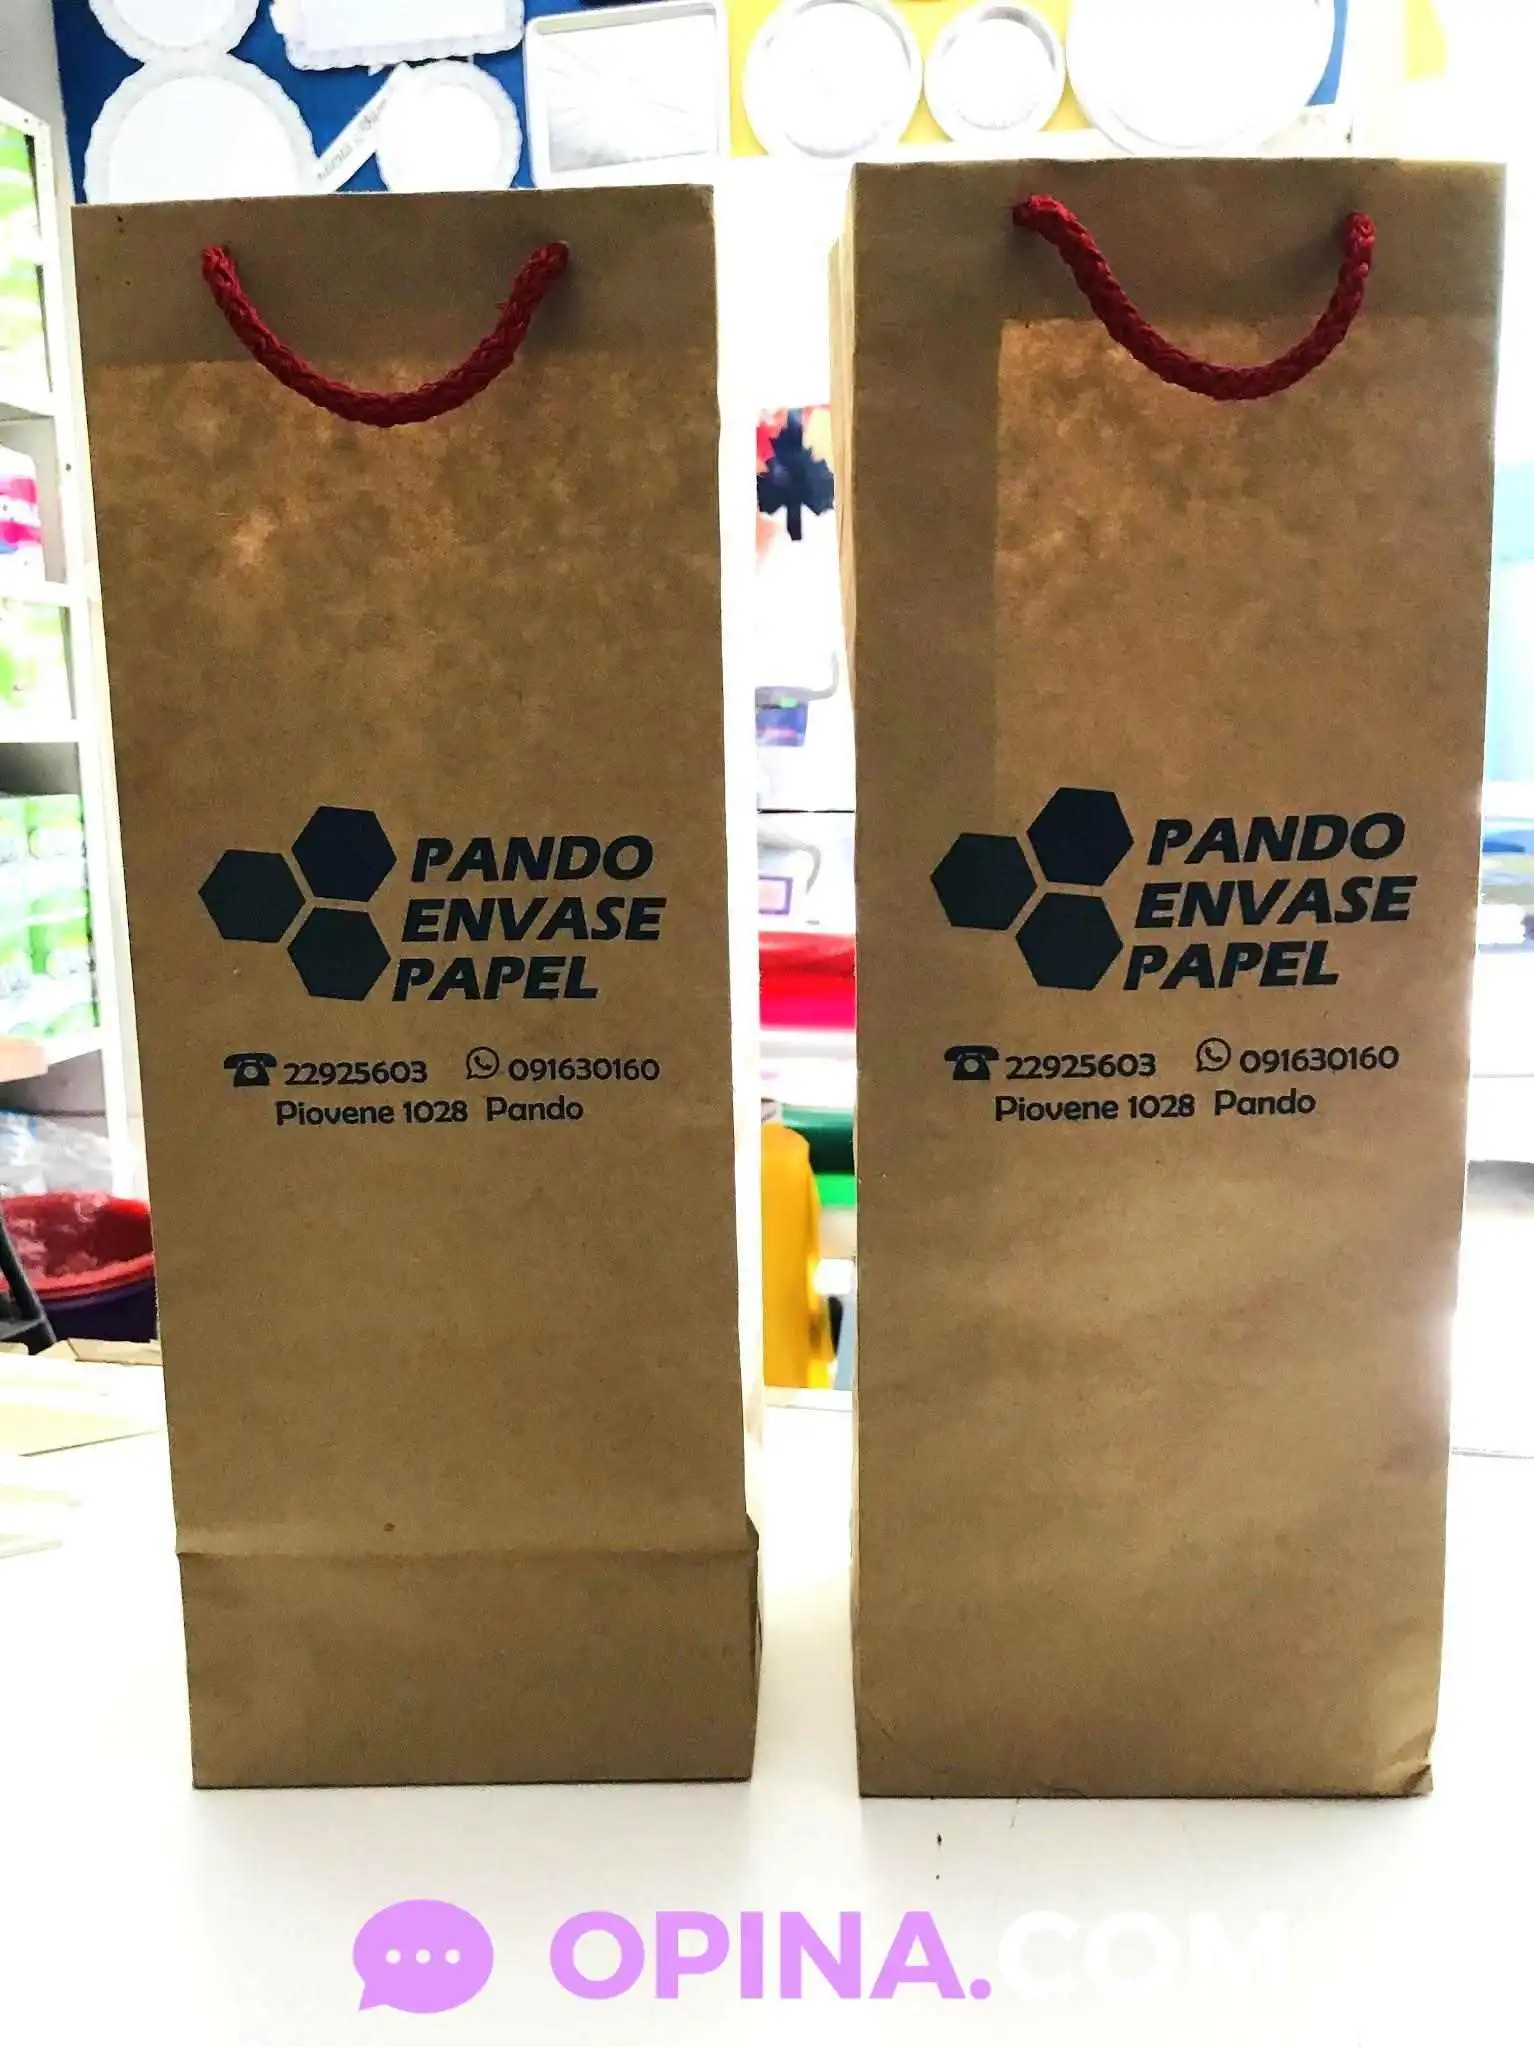 PANDO
ENVASE
PAPEL
22925603 091630160
Piovene 1028 Pando
PANDO
ENVASE
PAPEL
22925603 091630160
Piovene 1028 Pando
OPINA.COM